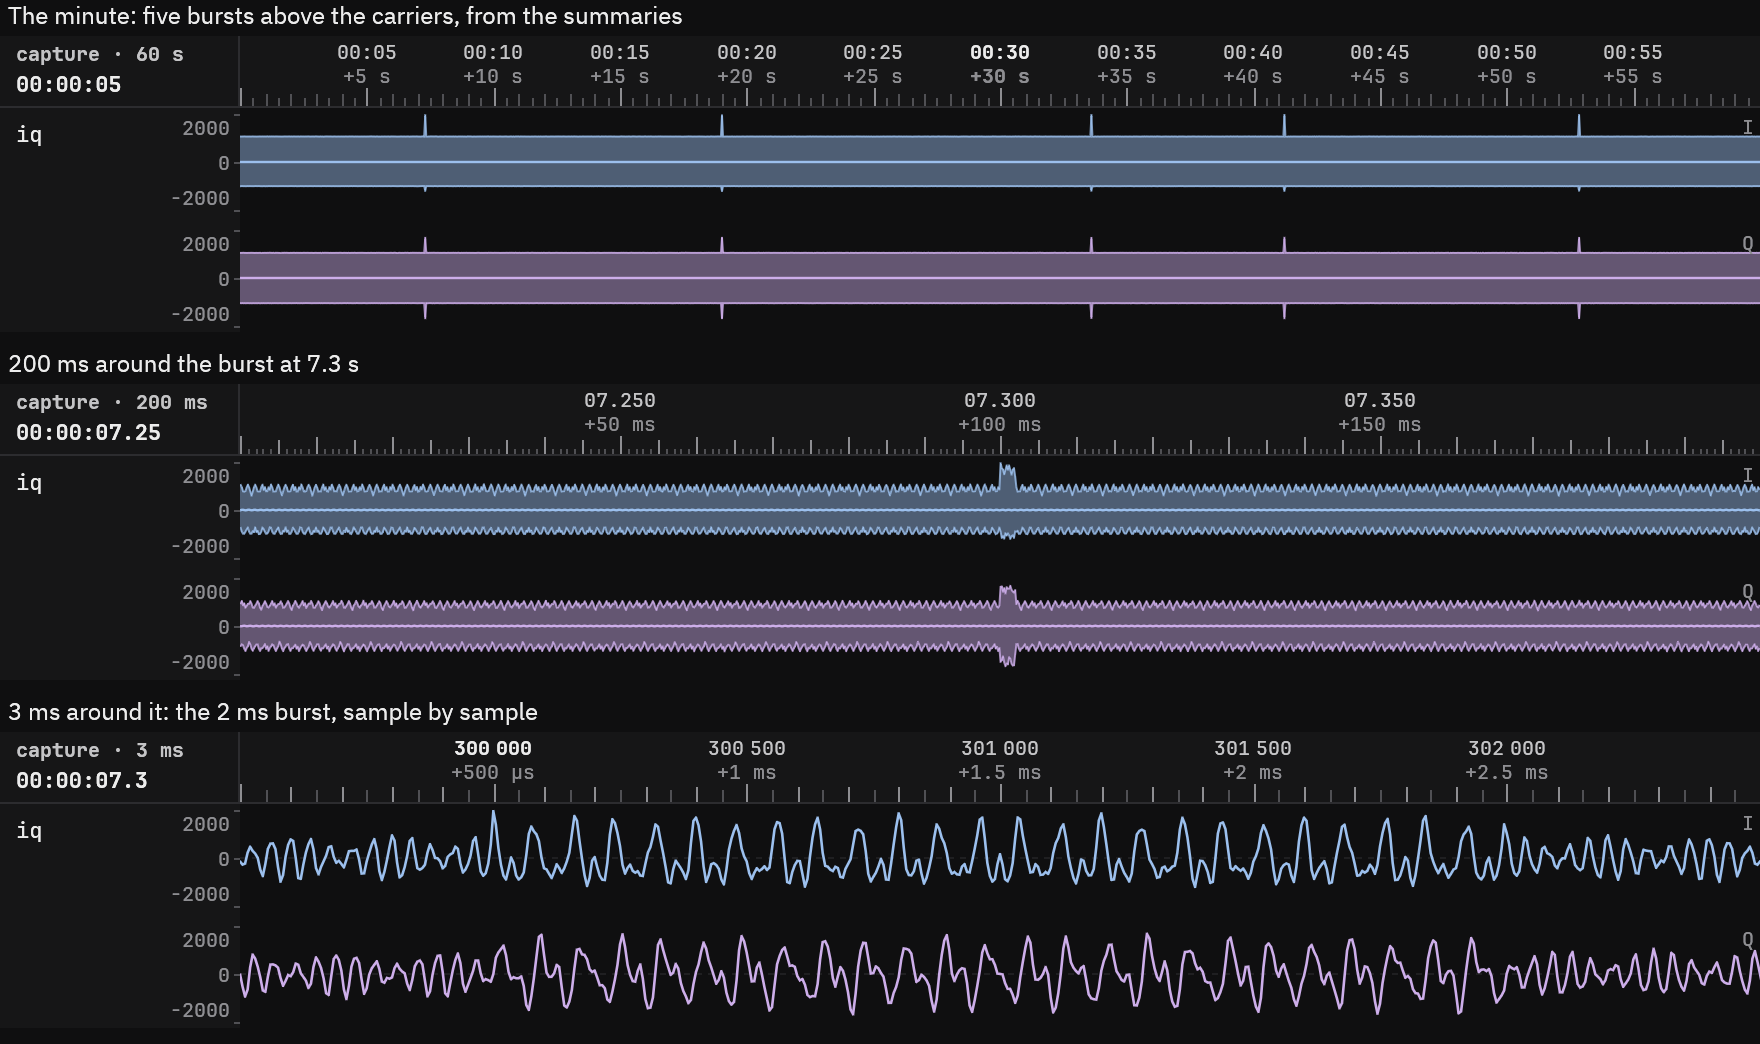 The minute: five bursts above the carriers, from the summaries
capture · 60 s
00:00:05
00:05 00:10 00:15 00:20 00:25 00:30 00:35 00:40 00:45 00:50 00:55
+5 s +10 s +15 s +20 s +25 s +30 s +35 s +40 s +45 s +50 s +55 s
iq
2000
0
-2000
I
2000
0
-2000
Q
200 ms around the burst at 7.3 s
capture · 200 ms
00:00:07.25
07.250 07.300 07.350
+50 ms +100 ms +150 ms
iq
2000
0
-2000
I
2000
0
-2000
Q
3 ms around it: the 2 ms burst, sample by sample
capture · 3 ms
00:00:07.3
300 000 300 500 301 000 301 500 302 000
+500 µs +1 ms +1.5 ms +2 ms +2.5 ms
iq
2000
0
-2000
I
2000
0
-2000
Q